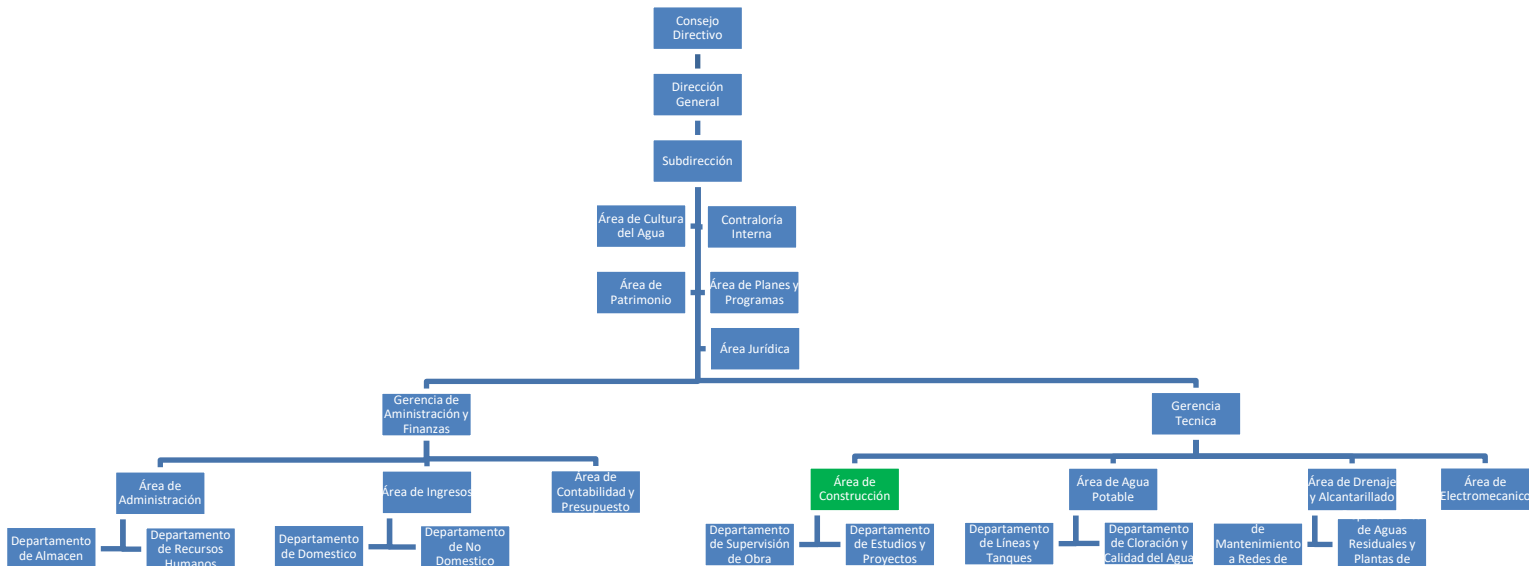 Consejo
Directivo
Dirección
General
Subdirección
Área de Cultura
del Agua
Contraloría
Interna
Área de
Patrimonio
Área de Planes y
Programas
Área Jurídica
Gerencia de
Aministración y
Finanzas
Gerencia
Tecnica
Área de
Administración
Área de Ingresos
Área de
Contabilidad y
Presupuesto
Área de
Construcción
Área de Agua
Potable
Área de Drenaje
y Alcantarillado
Área de
Electromecanico
Departamento
de Almacen
Departamento
de Recursos
Humanos
Departamento
de Domestico
Departamento
de No
Domestico
Departamento
de Supervisión
de Obra
Departamento
de Estudios y
Proyectos
Departamento
de Líneas y
Tanques
Departamento
de Cloración y
Calidad del Agua
de
Mantenimiento
a Redes de
de Aguas
Residuales y
Plantas de